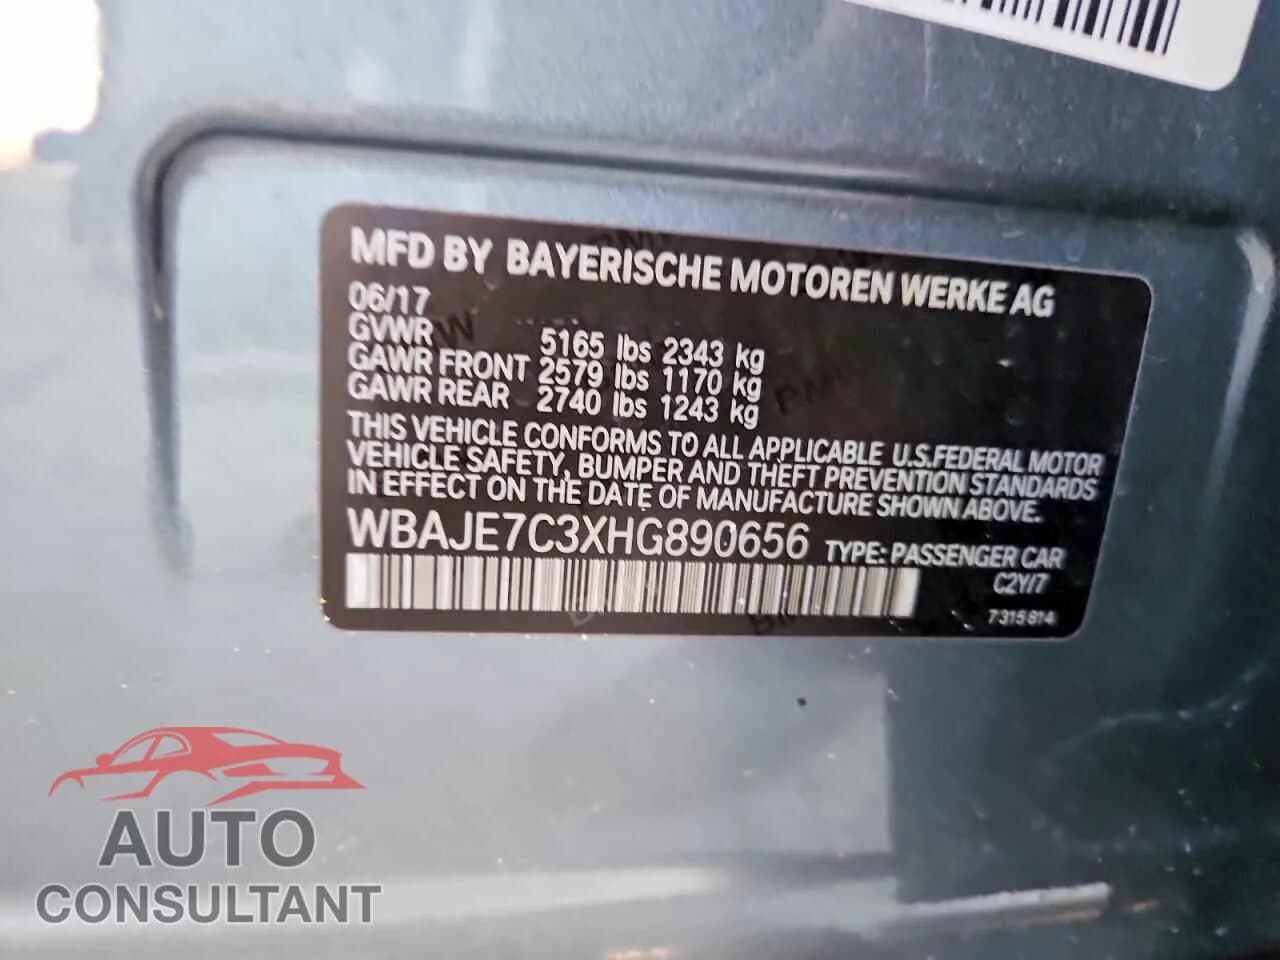 MFD BY BAYERISCHE MOTOREN WERKE AG
06/17
GVWR 5165 lbs 2343 kg
GAWR FRONT 2579 lbs 1170 kg
GAWR REAR 2740 lbs 1243 kg
THIS VEHICLE CONFORMS TO ALL APPLICABLE U.S.FEDERAL MOTOR
VEHICLE SAFETY, BUMPER AND THEFT PREVENTION STANDARDS
IN EFFECT ON THE DATE OF MANUFACTURE SHOWN ABOVE.
WBAJE7C3XHG890656 TYPE: PASSENGER CAR
C2Y/7
7315814
AUTO
CONSULTANT